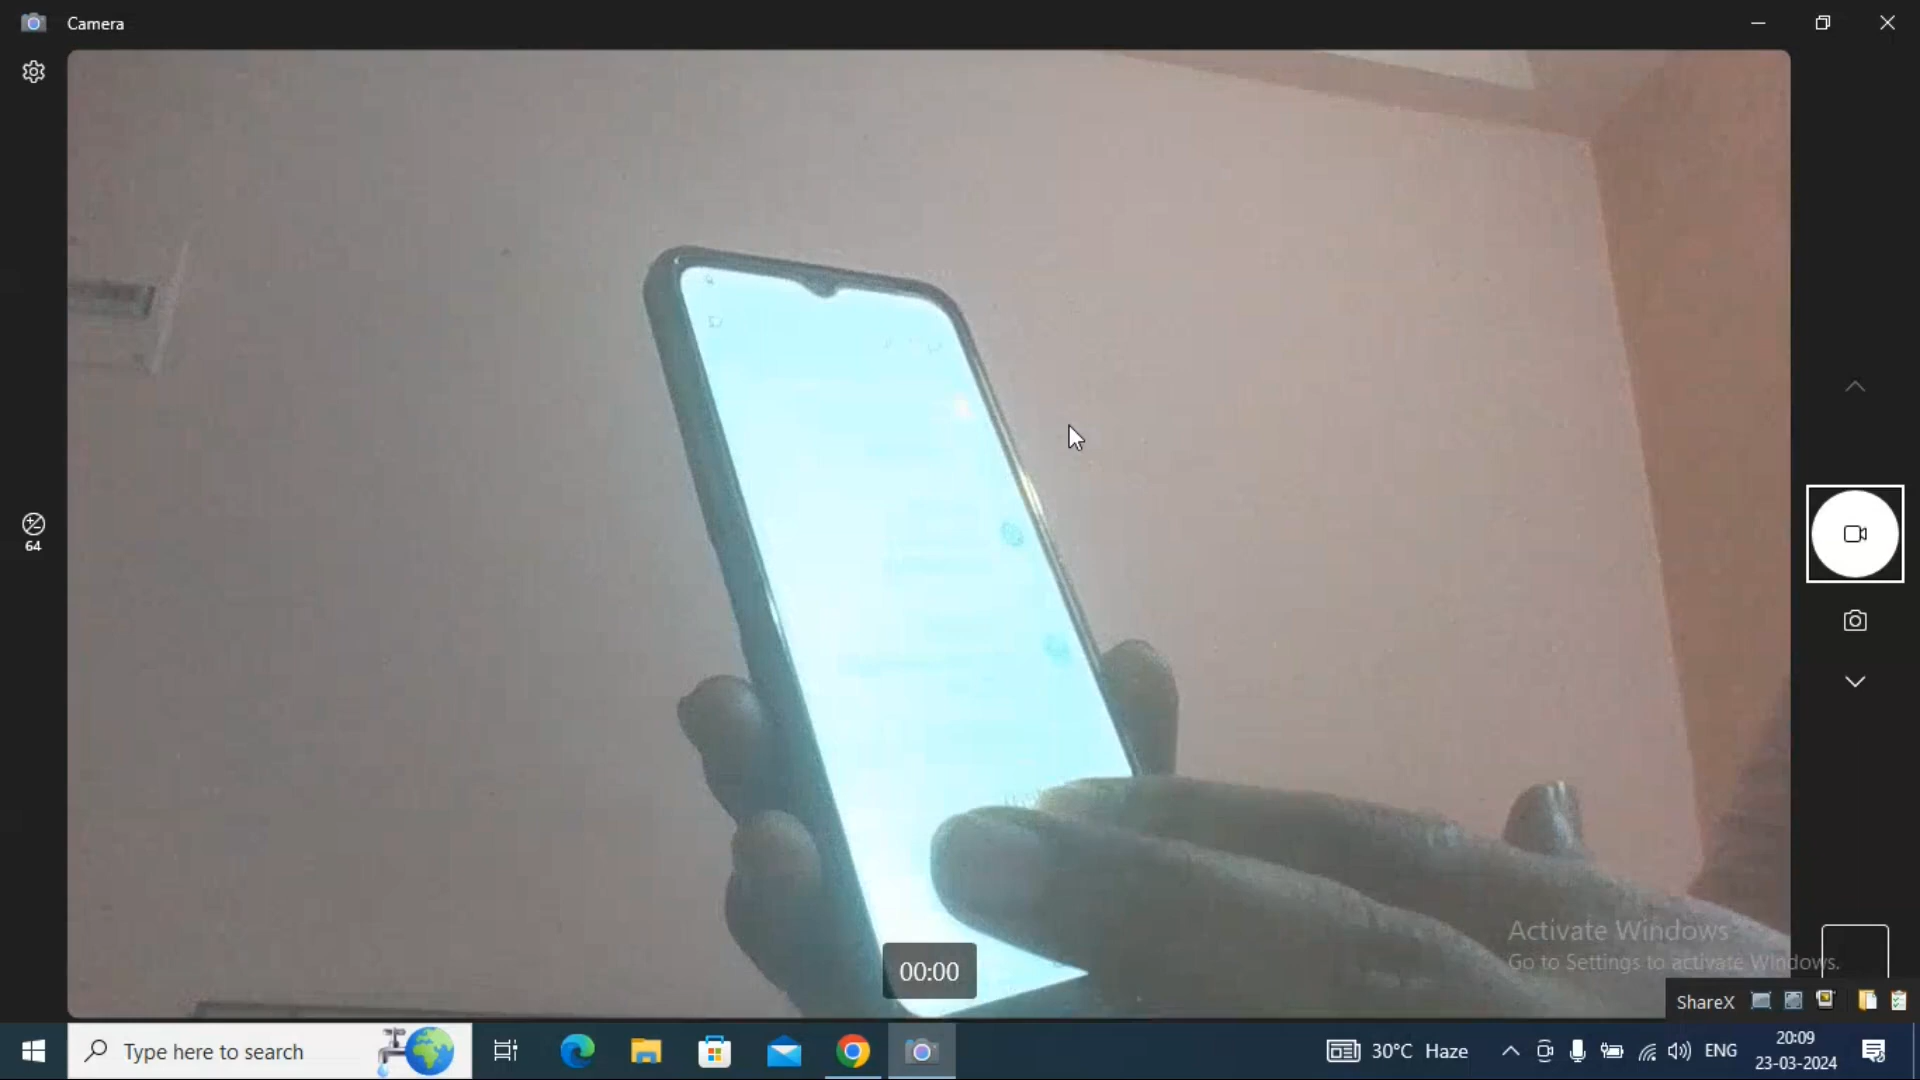 Camera
64
00:00
Activate Windows
Go to Settings to activate Windows.
ShareX
Type here to search
30°C Haze
ENG
20:09
23-03-2024